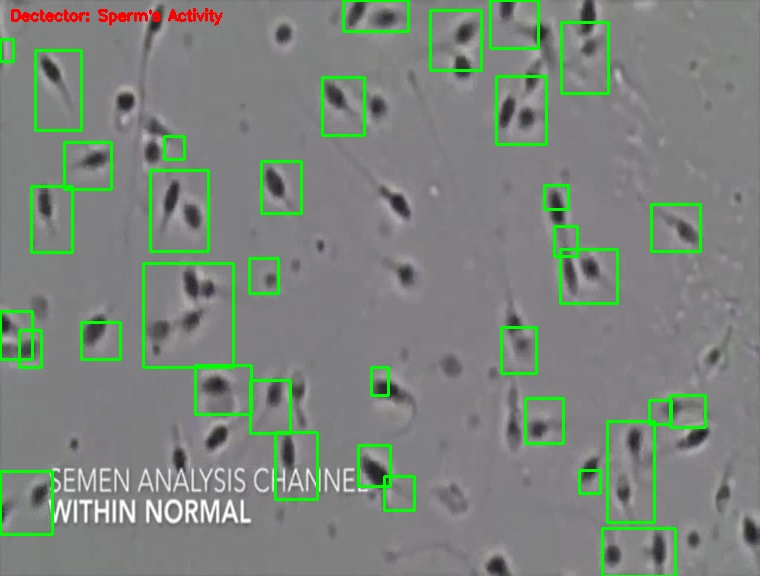 Dectector: Sperm's Activity
SEMEN ANALYSIS CHANNEL
WITHIN NORMAL